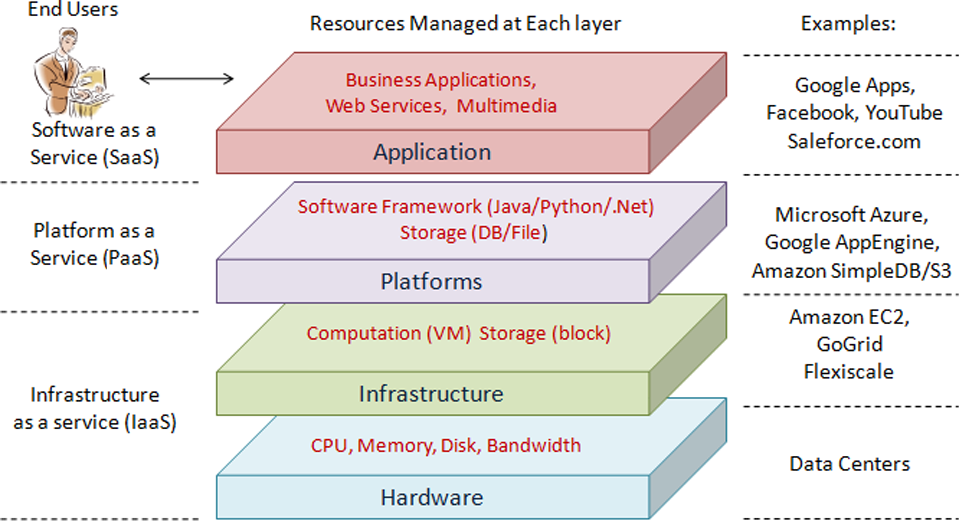 End Users
Resources Managed at Each layer
Examples:
Business Applications,
Web Services, Multimedia
Application
Software as a
Service (SaaS)
Google Apps,
Facebook, YouTube
Saleforce.com
Platform as a
Service (PaaS)
Software Framework (Java/Python/.Net)
Storage (DB/File)
Platforms
Microsoft Azure,
Google AppEngine,
Amazon SimpleDB/S3
Computation (VM) Storage (block)
Infrastructure
Amazon EC2,
GoGrid
Flexiscale
Infrastructure
as a service (IaaS)
CPU, Memory, Disk, Bandwidth
Hardware
Data Centers